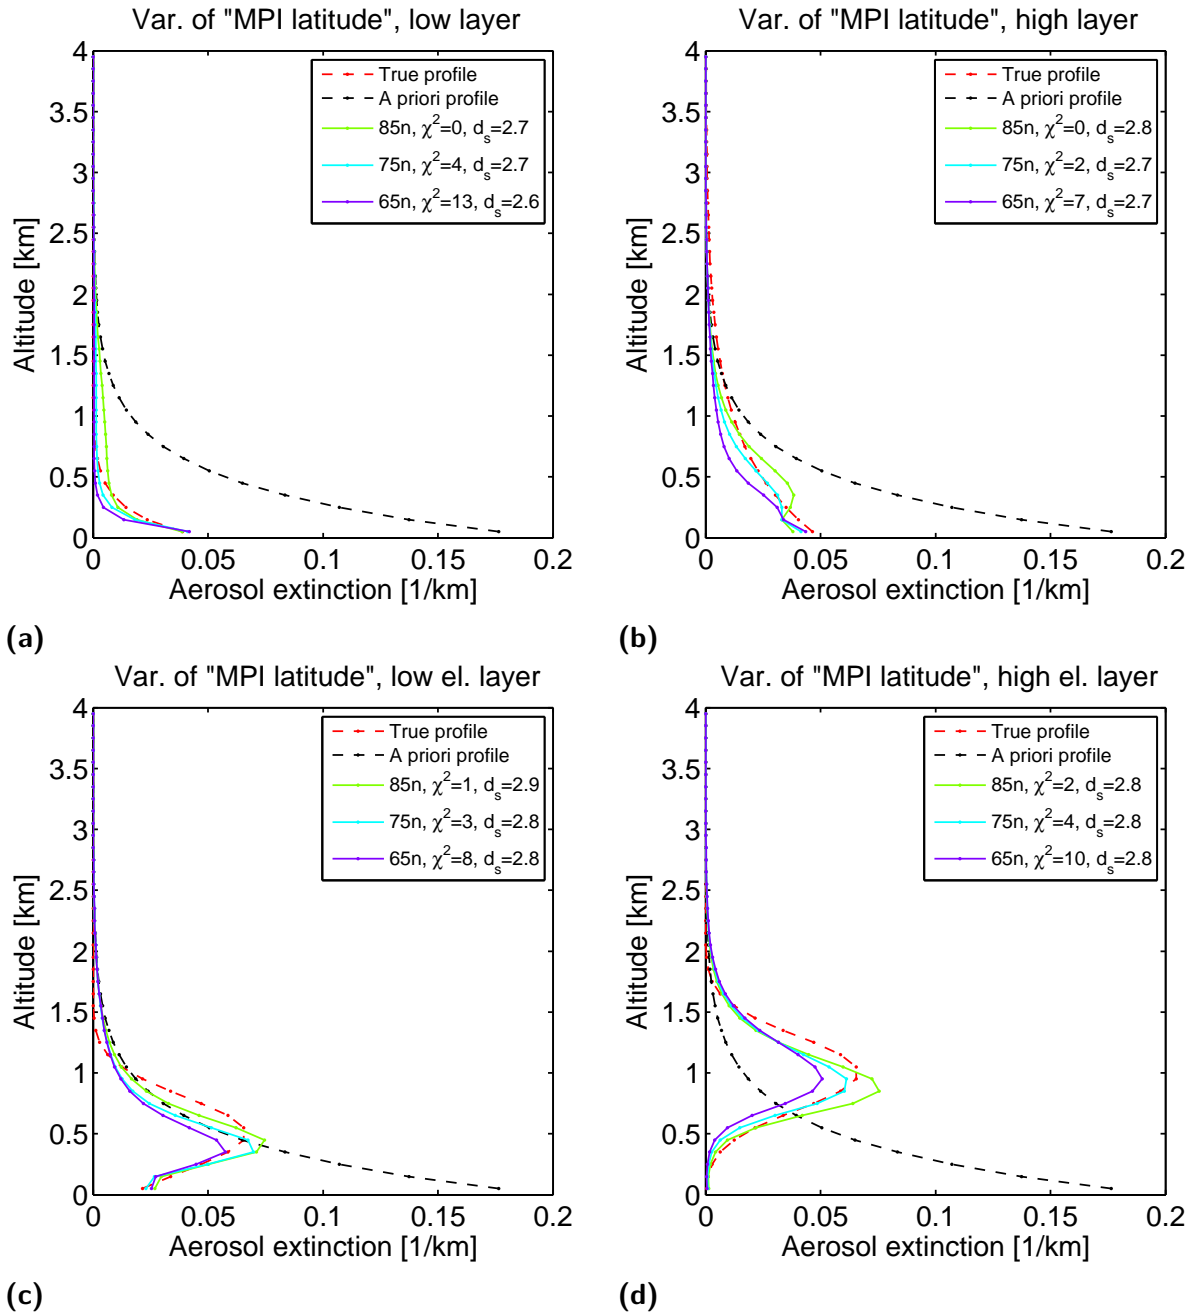 Var. of "MPI latitude", low layer
4
3.5
3
2.5
2
1.5
1
0.5
0
Altitude [km]
True profile
A priori profile
85n, χ²=0, dₛ=2.7
75n, χ²=4, dₛ=2.7
65n, χ²=13, dₛ=2.6
0 0.05 0.1 0.15 0.2
Aerosol extinction [1/km]
(a)
Var. of "MPI latitude", high layer
4
3.5
3
2.5
2
1.5
1
0.5
0
Altitude [km]
True profile
A priori profile
85n, χ²=0, dₛ=2.8
75n, χ²=2, dₛ=2.7
65n, χ²=7, dₛ=2.7
0 0.05 0.1 0.15 0.2
Aerosol extinction [1/km]
(b)
Var. of "MPI latitude", low el. layer
4
3.5
3
2.5
2
1.5
1
0.5
0
Altitude [km]
True profile
A priori profile
85n, χ²=1, dₛ=2.9
75n, χ²=3, dₛ=2.8
65n, χ²=8, dₛ=2.8
0 0.05 0.1 0.15 0.2
Aerosol extinction [1/km]
(c)
Var. of "MPI latitude", high el. layer
4
3.5
3
2.5
2
1.5
1
0.5
0
Altitude [km]
True profile
A priori profile
85n, χ²=2, dₛ=2.8
75n, χ²=4, dₛ=2.8
65n, χ²=10, dₛ=2.8
0 0.05 0.1 0.15 0.2
Aerosol extinction [1/km]
(d)